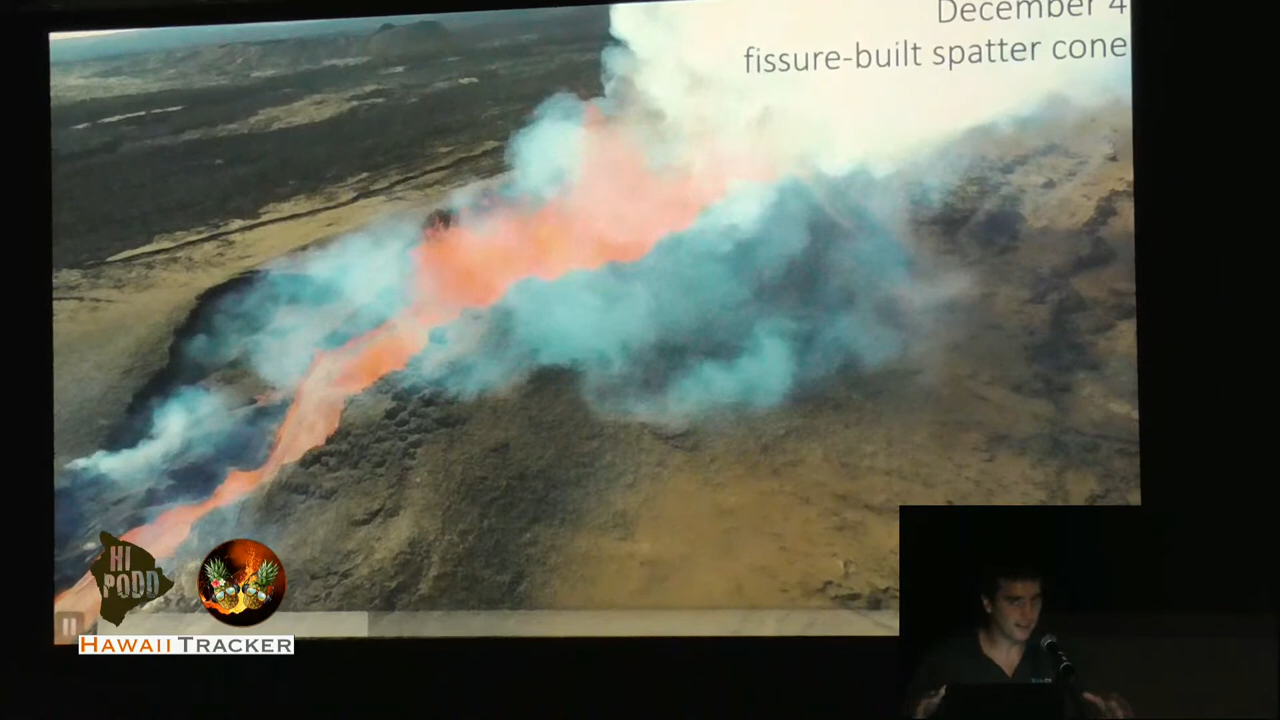 December 4
fissure-built spatter cone
HI
PODD
HAWAII TRACKER